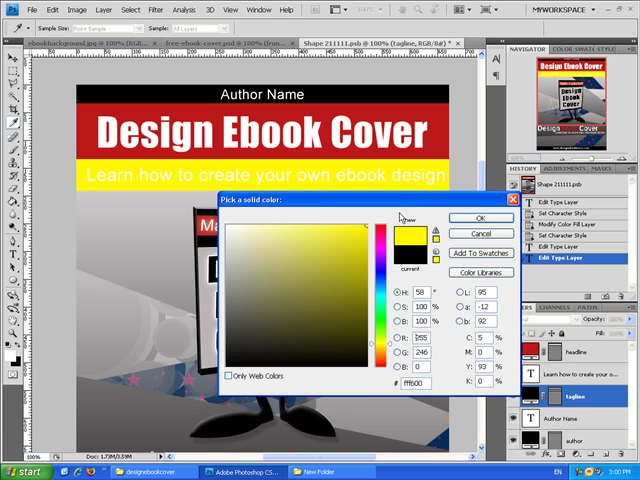 File Edit Image Layer Select Filter Analysis View Window Help
100%
MYWORKSPACE
Sample Size: Point Sample Sample: All Layers
ebookbackground.jpg @ 100% (RGB... × free-ebook-cover.psd @ 100% (fron... × Shape 211111.psb @ 100% (tagline, RGB/8#) * ×
NAVIGATOR COLOR SWATC STYLE
Author Name
Design Ebook Cover
Learn how to create your own ebook design
Design Ebook Cover
100%
HISTORY ADJUSTMENTS MASKS
Shape 211111.psb
Edit Type Layer
Set Character Style
Modify Color Fill Layer
Set Character Style
Edit Type Layer
Edit Type Layer
Pick a solid color:
new
current
OK
Cancel
Add To Swatches
Color Libraries
H: 58 °
S: 100 %
B: 100 %
R: 255
G: 246
B: 0
# fff600
L: 95
a: -12
b: 92
C: 5 %
M: 0 %
Y: 93 %
K: 0 %
Only Web Colors
LAYERS CHANNELS PATHS
Opacity:
Fill:
headline
Learn how to create your o...
tagline
Author Name
author
100% Doc: 1.73M/3.59M
start
designebookcover
Adobe Photoshop CS...
New Folder
EN
3:00 PM